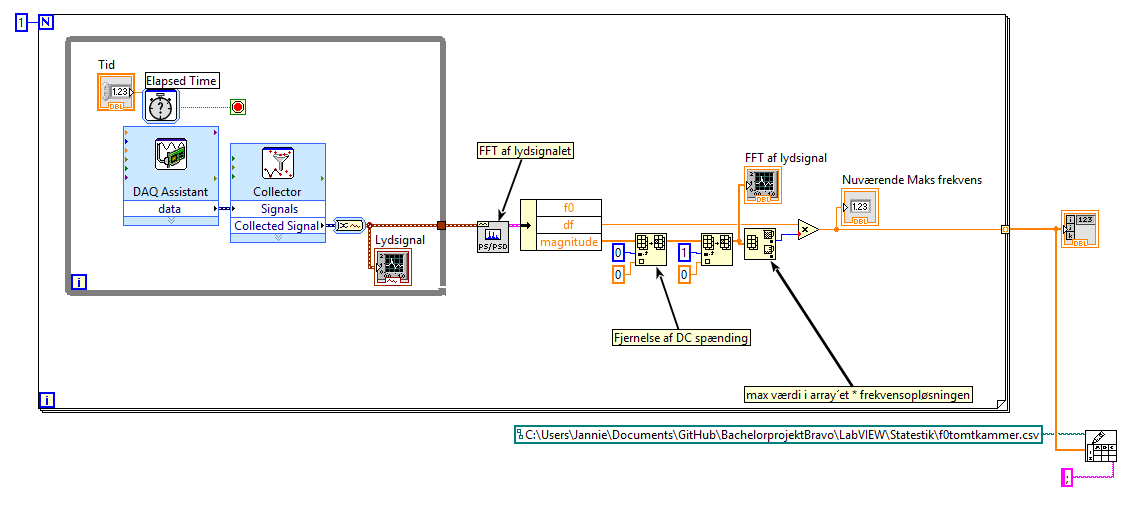 1
N
Tid
1.23
DBL
Elapsed Time
?
DAQ Assistant
data
Collector
Signals
Collected Signal
Lydsignal
i
FFT af lydsignalet
PS/PSD
f0
df
magnitude
0
0
1
0
Fjernelse af DC spænding
FFT af lydsignal
DBL
Nuværende Maks frekvens
1.23
DBL
123
DBL
max værdi i array´et * frekvensopløsningen
i
C:\Users\Jannie\Documents\GitHub\BachelorprojektBravo\LabVIEW\Statestik\f0tomtkammer.csv
;